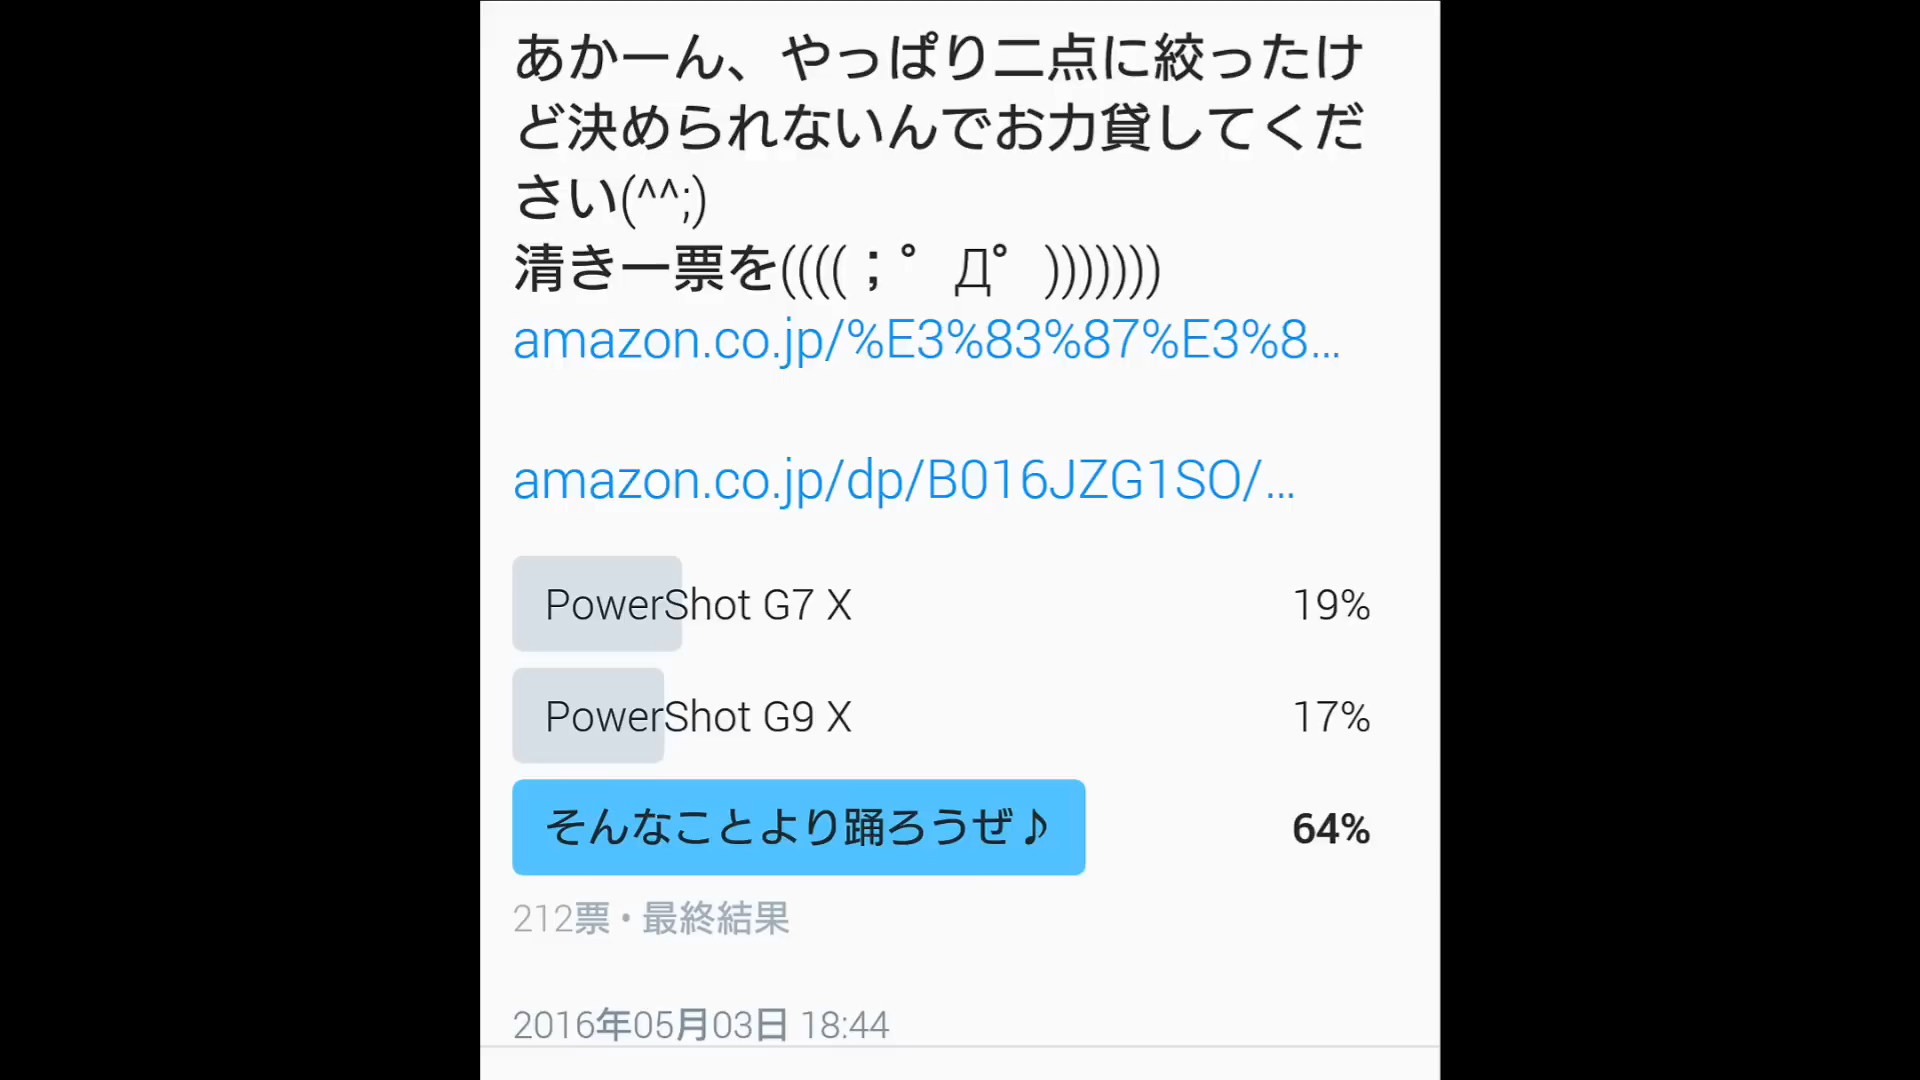 あかーん、やっぱり二点に絞ったけ
ど決められないんでお力貸してくだ
さい(^^;)
清き一票を((((；゜Д゜)))))))
amazon.co.jp/%E3%83%87%E3%8...
amazon.co.jp/dp/B016JZG1SO/...
PowerShot G7 X 19%
PowerShot G9 X 17%
そんなことより踊ろうぜ♪ 64%
212票 • 最終結果
2016年05月03日 18:44